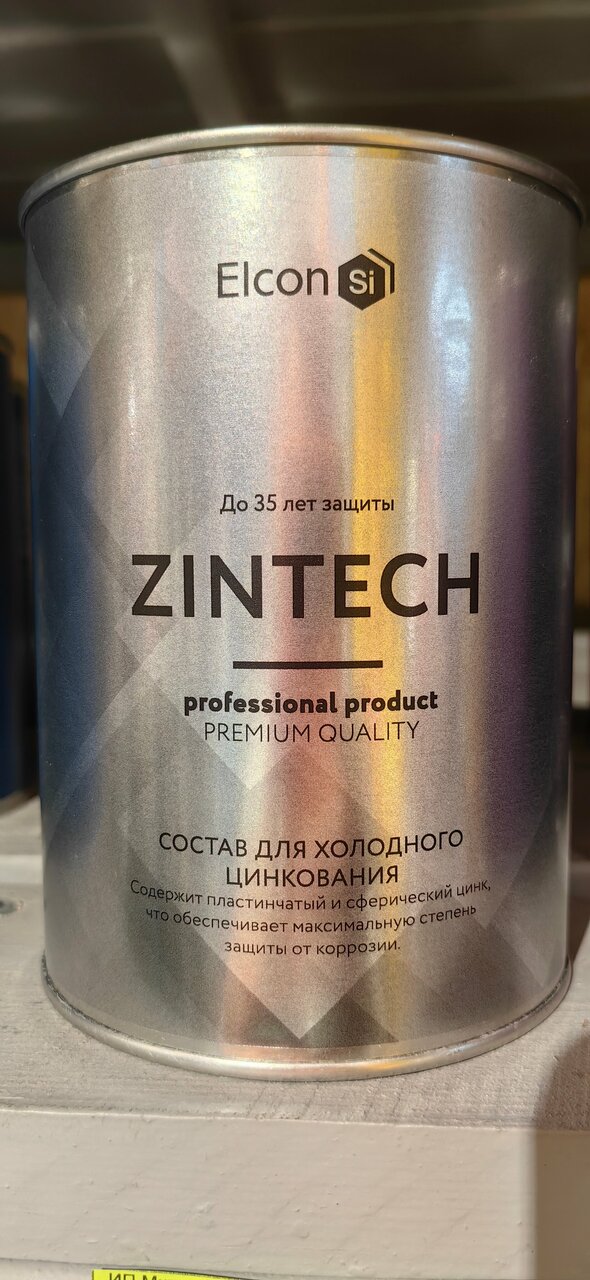 Elcon Si
До 35 лет защиты
ZINTECH
professional product
PREMIUM QUALITY
СОСТАВ ДЛЯ ХОЛОДНОГО
ЦИНКОВАНИЯ
Содержит пластинчатый и сферический цинк,
что обеспечивает максимальную степень
защиты от коррозии.
ИП